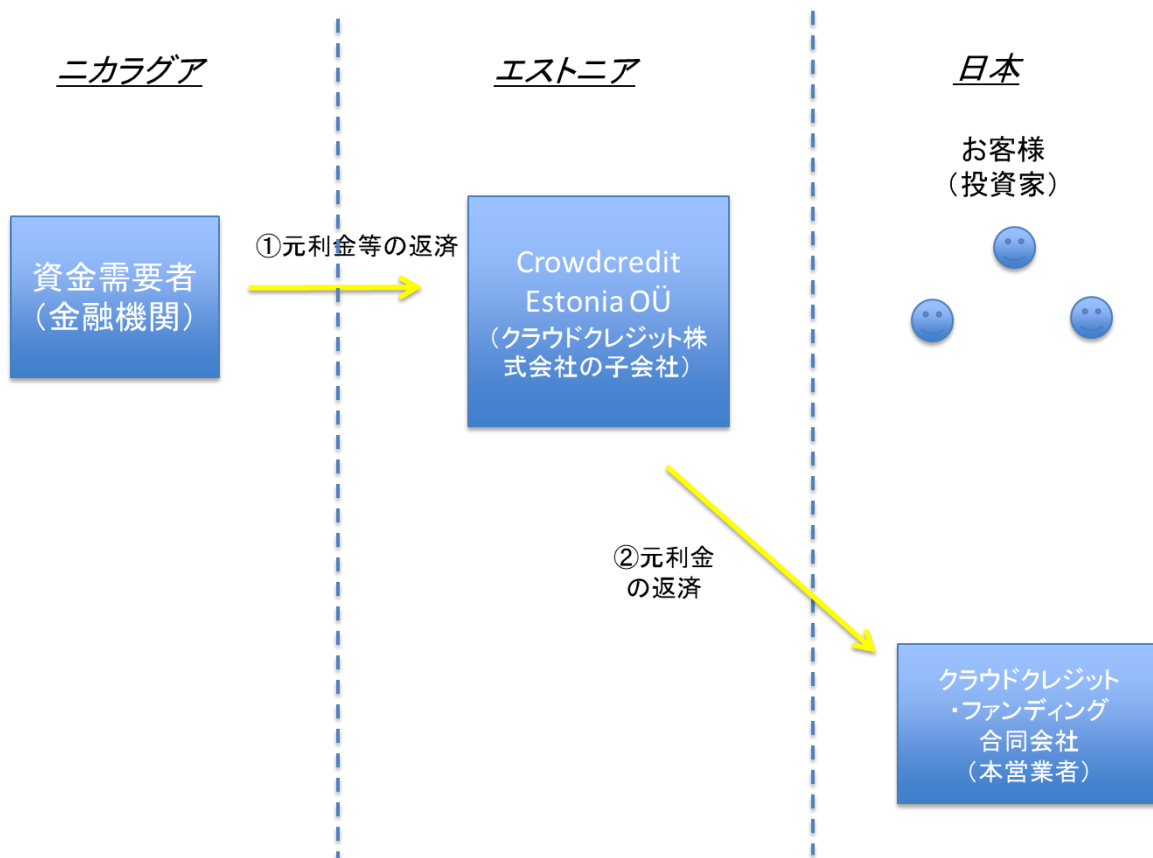 ニカラグア
エストニア
日本
お客様
（投資家）
資金需要者
（金融機関）
①元利金等の返済
Crowdcredit
Estonia OÜ
（クラウドクレジット株
式会社の子会社）
②元利金
の返済
クラウドクレジット
・ファンディング
合同会社
（本営業者）